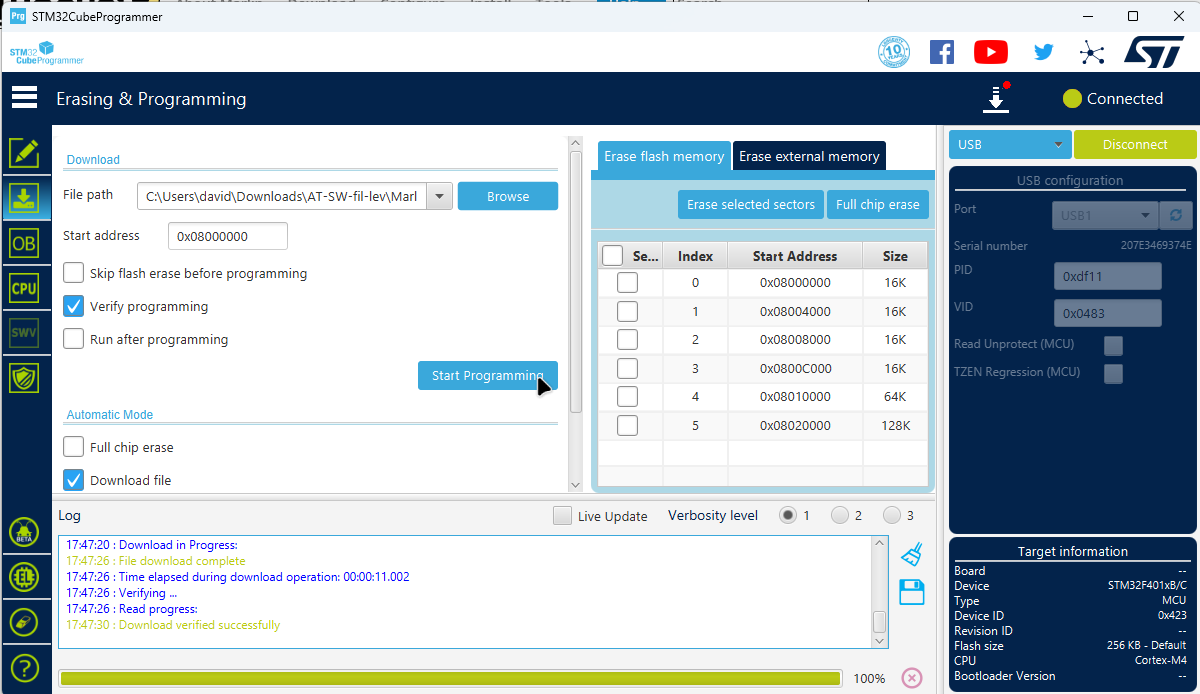 Prg STM32CubeProgrammer
STM32
CubeProgrammer
10
YEARS
ST
Erasing & Programming
Connected
Download
File path
C:\Users\david\Downloads\AT-SW-fil-lev\Marl
Browse
Start address
0x08000000
Skip flash erase before programming
Verify programming
Run after programming
Start Programming
Automatic Mode
Full chip erase
Download file
OB
CPU
SWV
BETA
EL
?
Erase flash memory
Erase external memory
Erase selected sectors
Full chip erase
Se... Index Start Address Size
0 0x08000000 16K
1 0x08004000 16K
2 0x08008000 16K
3 0x0800C000 16K
4 0x08010000 64K
5 0x08020000 128K
USB
Disconnect
USB configuration
Port USB1
Serial number 207E3469374E
PID 0xdf11
VID 0x0483
Read Unprotect (MCU)
TZEN Regression (MCU)
Log
Live Update Verbosity level 1 2 3
17:47:20 : Download in Progress:
17:47:26 : File download complete
17:47:26 : Time elapsed during download operation: 00:00:11.002
17:47:26 : Verifying ...
17:47:26 : Read progress:
17:47:30 : Download verified successfully
100%
Target information
Board --
Device STM32F401xB/C
Type MCU
Device ID 0x423
Revision ID --
Flash size 256 KB - Default
CPU Cortex-M4
Bootloader Version --